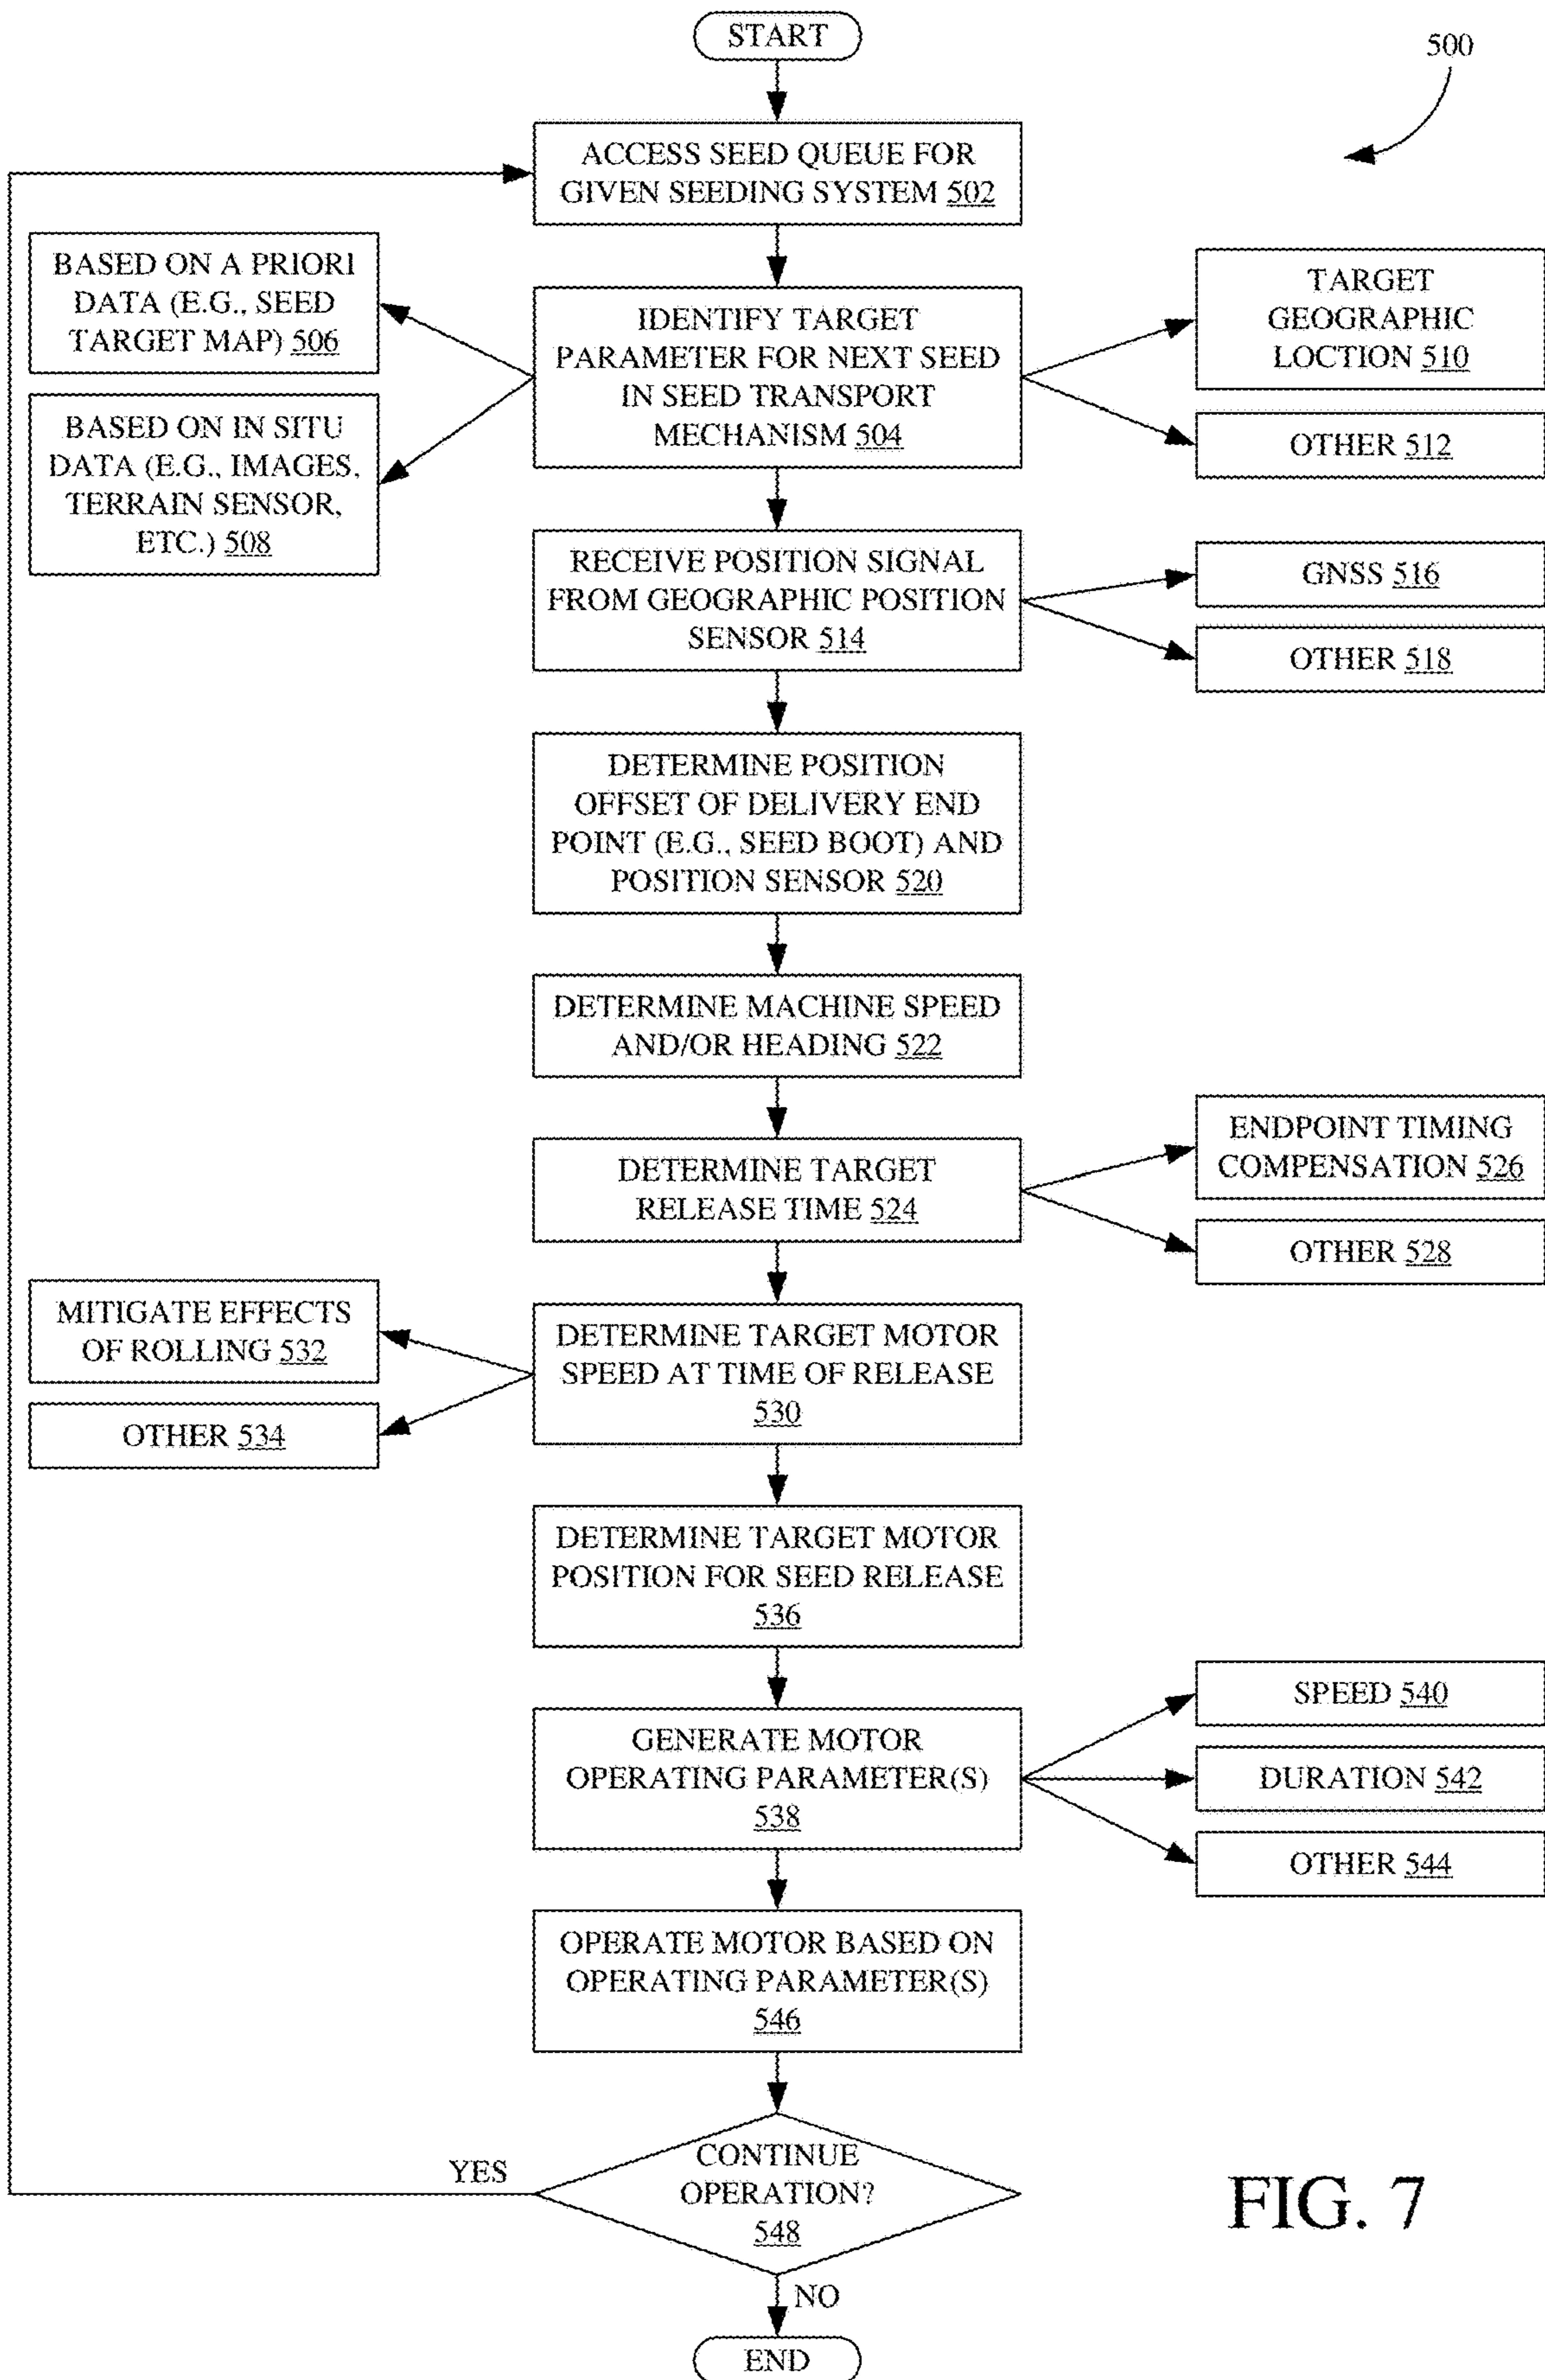 START
500
ACCESS SEED QUEUE FOR
GIVEN SEEDING SYSTEM 502
BASED ON A PRIORI
DATA (E.G., SEED
TARGET MAP) 506
BASED ON IN SITU
DATA (E.G., IMAGES,
TERRAIN SENSOR,
ETC.) 508
IDENTIFY TARGET
PARAMETER FOR NEXT SEED
IN SEED TRANSPORT
MECHANISM 504
TARGET
GEOGRAPHIC
LOCTION 510
OTHER 512
RECEIVE POSITION SIGNAL
FROM GEOGRAPHIC POSITION
SENSOR 514
GNSS 516
OTHER 518
DETERMINE POSITION
OFFSET OF DELIVERY END
POINT (E.G., SEED BOOT) AND
POSITION SENSOR 520
DETERMINE MACHINE SPEED
AND/OR HEADING 522
DETERMINE TARGET
RELEASE TIME 524
ENDPOINT TIMING
COMPENSATION 526
OTHER 528
MITIGATE EFFECTS
OF ROLLING 532
OTHER 534
DETERMINE TARGET MOTOR
SPEED AT TIME OF RELEASE
530
DETERMINE TARGET MOTOR
POSITION FOR SEED RELEASE
536
GENERATE MOTOR
OPERATING PARAMETER(S)
538
SPEED 540
DURATION 542
OTHER 544
OPERATE MOTOR BASED ON
OPERATING PARAMETER(S)
546
YES
CONTINUE
OPERATION?
548
NO
END
FIG. 7